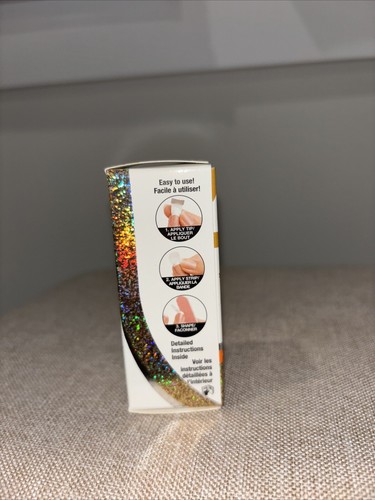 Easy to use!
Facile à utiliser!
1. APPLY TIP/
APPLIQUER
LE BOUT
2. APPLY STRIP/
APPLIQUER LA
BANDE
3. SHAPE/
FAÇONNER
Detailed
instructions
inside
Voir les
instructions
détaillées à
l'intérieur